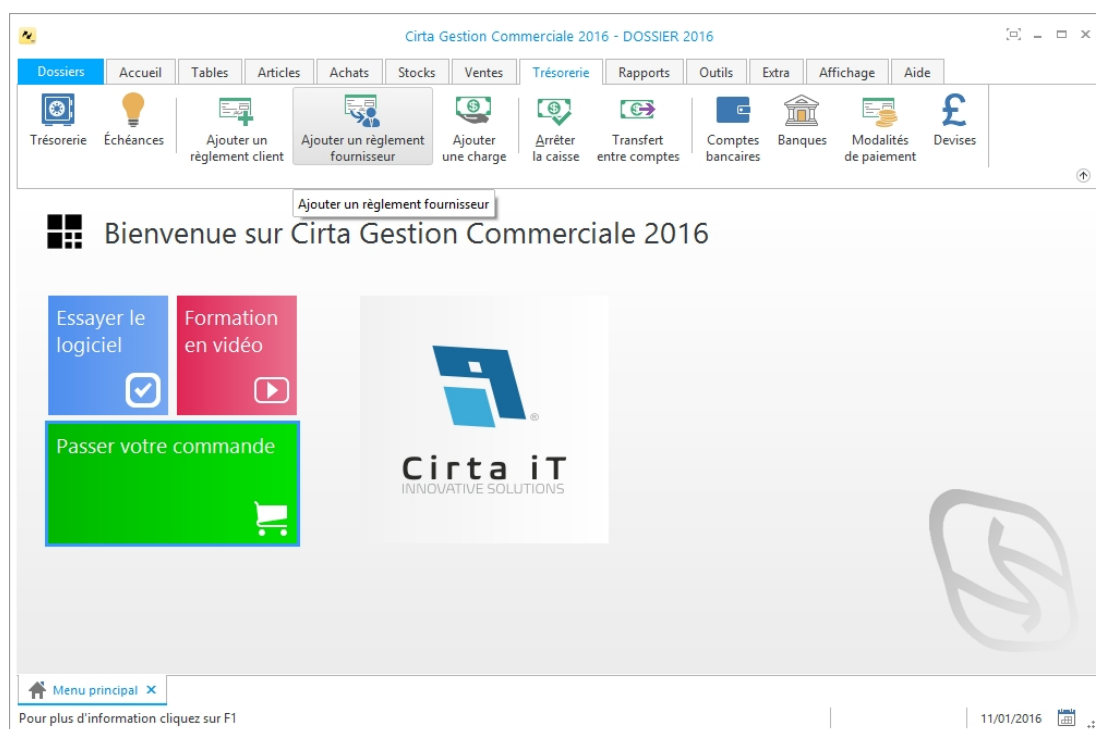 Cirta Gestion Commerciale 2016 - DOSSIER 2016
Dossiers Accueil Tables Articles Achats Stocks Ventes Trésorerie Rapports Outils Extra Affichage Aide
Trésorerie Échéances Ajouter un Ajouter un règlement Ajouter Arrêter Transfert Comptes Banques Modalités Devises
règlement client fournisseur une charge la caisse entre comptes bancaires de paiement
Ajouter un règlement fournisseur
Bienvenue sur Cirta Gestion Commerciale 2016
Essayer le Formation
logiciel en vidéo
Passer votre commande
®
Cirta iT
INNOVATIVE SOLUTIONS
Menu principal
Pour plus d'information cliquez sur F1 11/01/2016